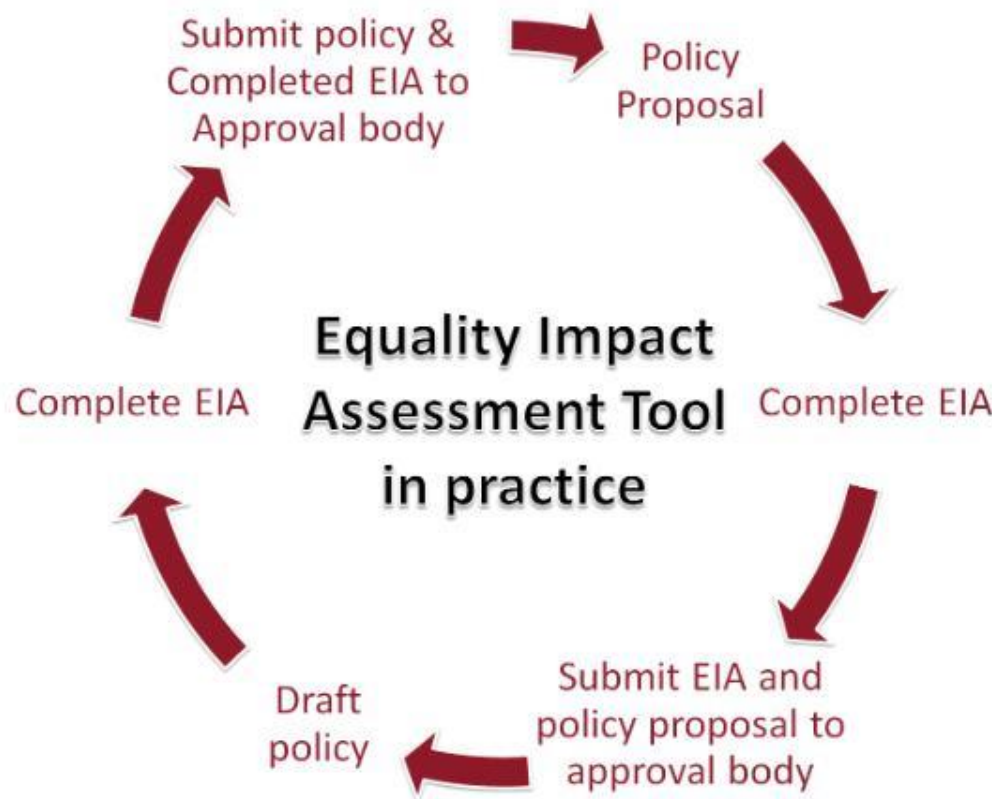 Submit policy &
Completed EIA to
Approval body
Policy
Proposal
Equality Impact
Assessment Tool
in practice
Complete EIA
Complete EIA
Submit EIA and
policy proposal to
approval body
Draft
policy